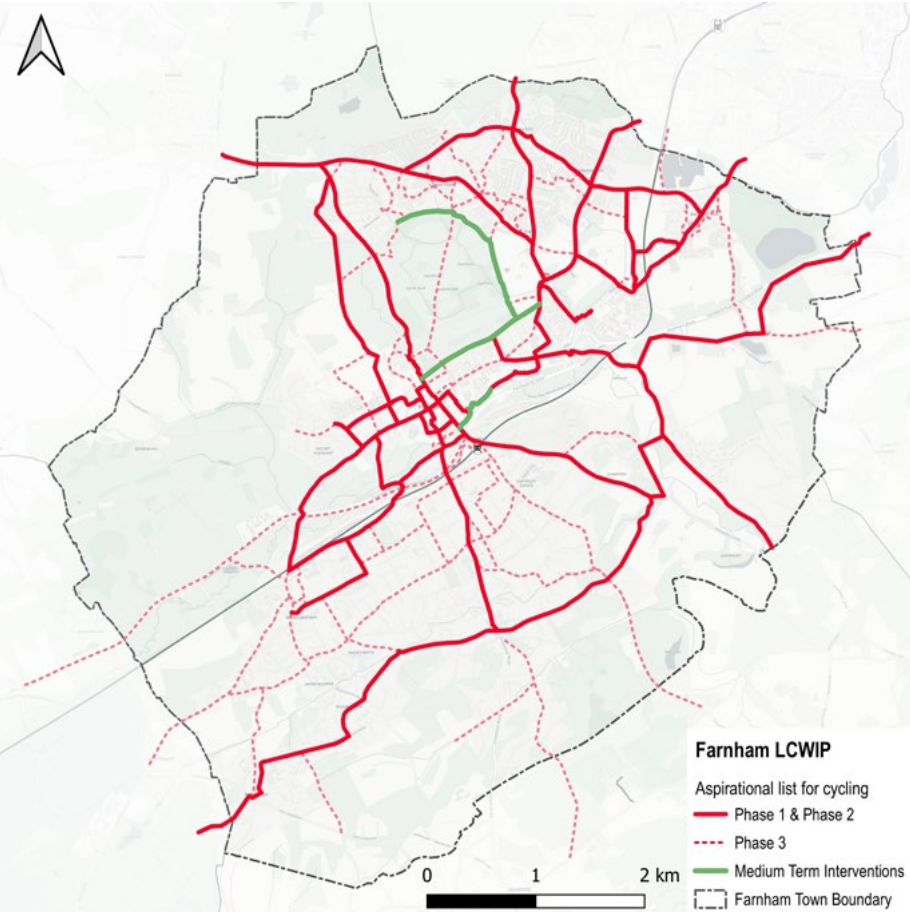 Farnham LCWIP
Aspirational list for cycling
Phase 1 & Phase 2
Phase 3
Medium Term Interventions
Farnham Town Boundary
0 1 2 km